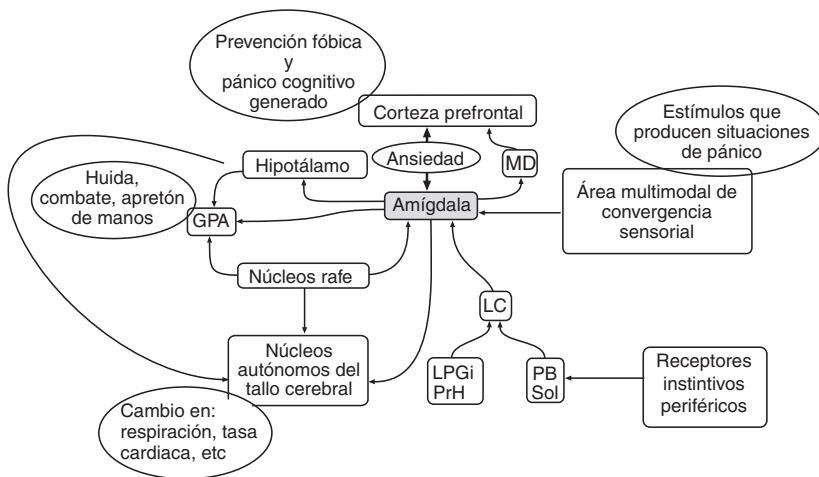 Prevención fóbica
y
pánico cognitivo
generado
Corteza prefrontal
Estímulos que
producen situaciones
de pánico
Hipotálamo
Ansiedad
MD
Huida,
combate, apretón
de manos
GPA
Amígdala
Área multimodal de
convergencia
sensorial
Núcleos rafe
LC
Núcleos
autónomos del
tallo cerebral
LPGi
PrH
PB
Sol
Receptores
instintivos
periféricos
Cambio en:
respiración, tasa
cardiaca, etc